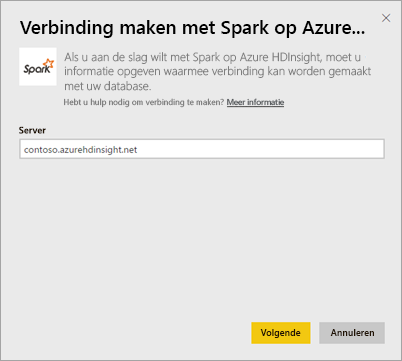 Verbinding maken met Spark op Azure...
Spark
Als u aan de slag wilt met Spark op Azure HDInsight, moet u
informatie opgeven waarmee verbinding kan worden gemaakt
met uw database.
Hebt u hulp nodig om verbinding te maken? Meer informatie
Server
contoso.azurehdinsight.net
Volgende
Annuleren